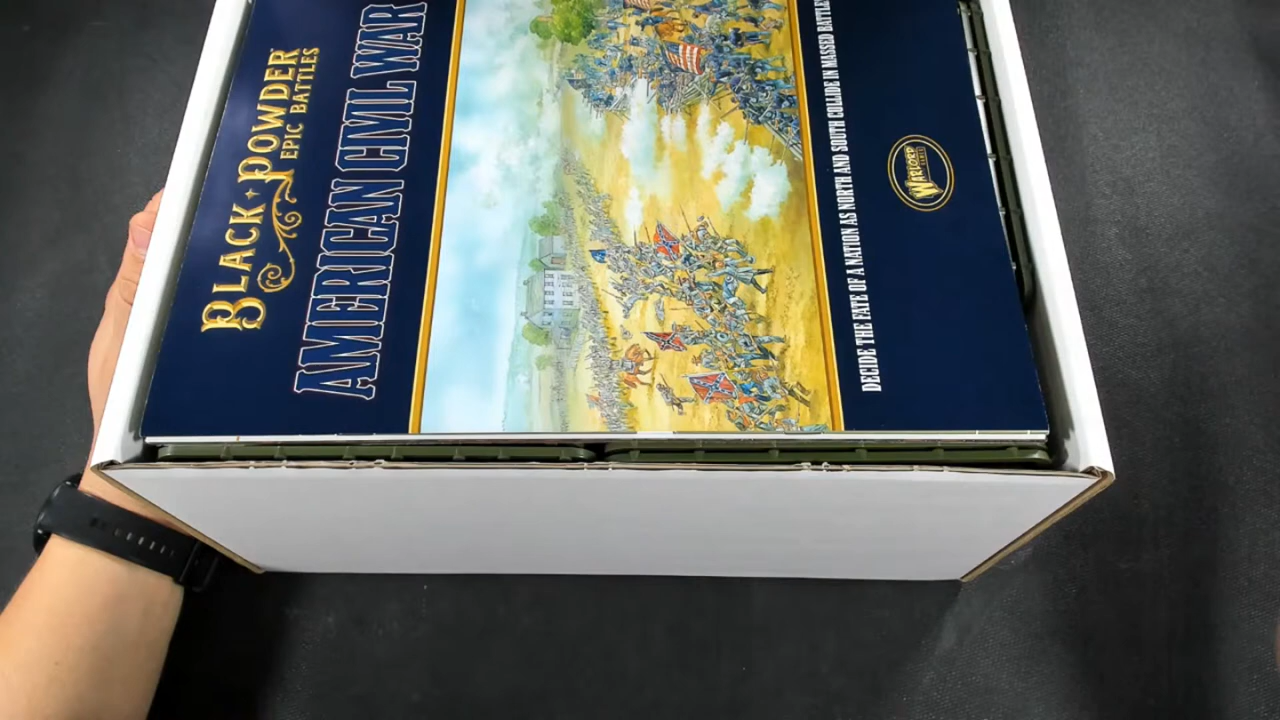 BLACK POWDER
EPIC BATTLES
AMERICAN CIVIL WAR
DECIDE THE FATE OF A NATION AS NORTH AND SOUTH COLLIDE IN MASSED BATTLE
WARLORD